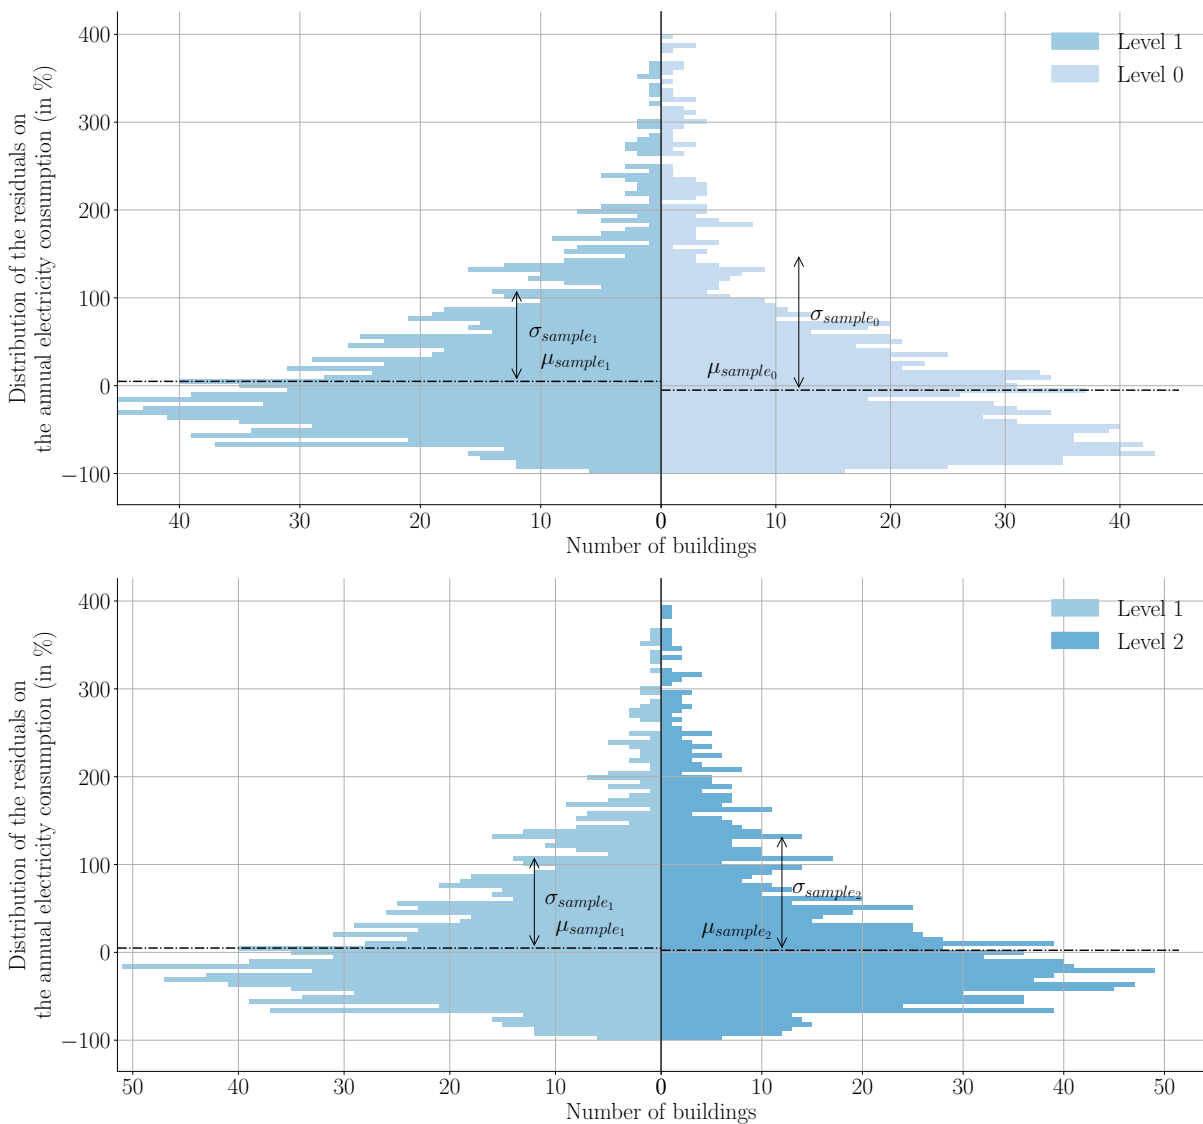 Distribution of the residuals on
the annual electricity consumption (in %)
400
300
200
100
0
−100
Level 1
Level 0
σsample₁
μsample₁
σsample₀
μsample₀
40 30 20 10 0 10 20 30 40
Number of buildings
Distribution of the residuals on
the annual electricity consumption (in %)
400
300
200
100
0
−100
Level 1
Level 2
σsample₁
μsample₁
σsample₂
μsample₂
50 40 30 20 10 0 10 20 30 40 50
Number of buildings